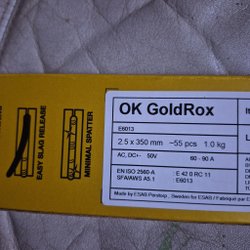 OK GoldRox
E6013
2.5 x 350 mm ~55 pcs 1.0 kg
AC, DC+- 50V 60 - 90 A
EN ISO 2560-A : E 42 0 RC 11
SFA/AWS A5.1 : E6013
Made by ESAB Perstorp, Sweden for ESAB / Fabriqué par E
EASY SLAG RELEASE
MINIMAL SPATTER